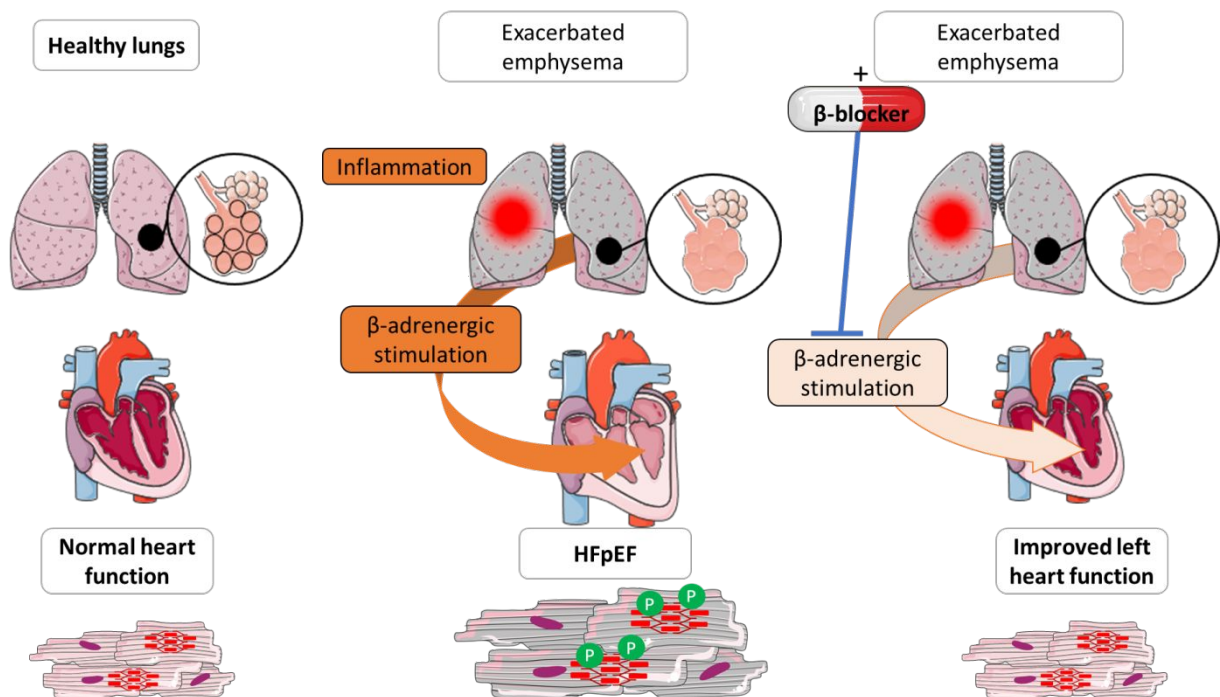 Healthy lungs
Exacerbated
emphysema
Exacerbated
emphysema
+
β-blocker
Inflammation
β-adrenergic
stimulation
β-adrenergic
stimulation
Normal heart
function
HFpEF
Improved left
heart function
P
P
P
P